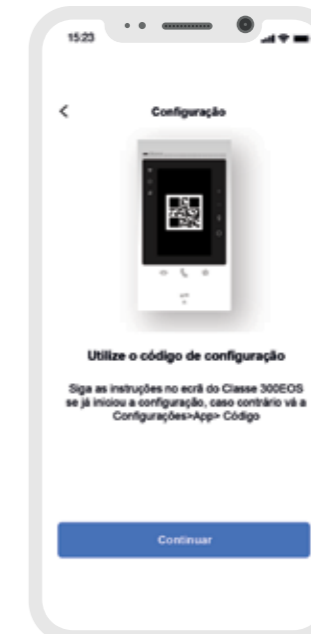 15:23
Configuração
Utilize o código de configuração
Siga as instruções no ecrã do Classe 300EOS
se já iniciou a configuração, caso contrário vá a
Configurações>App> Código
Continuar